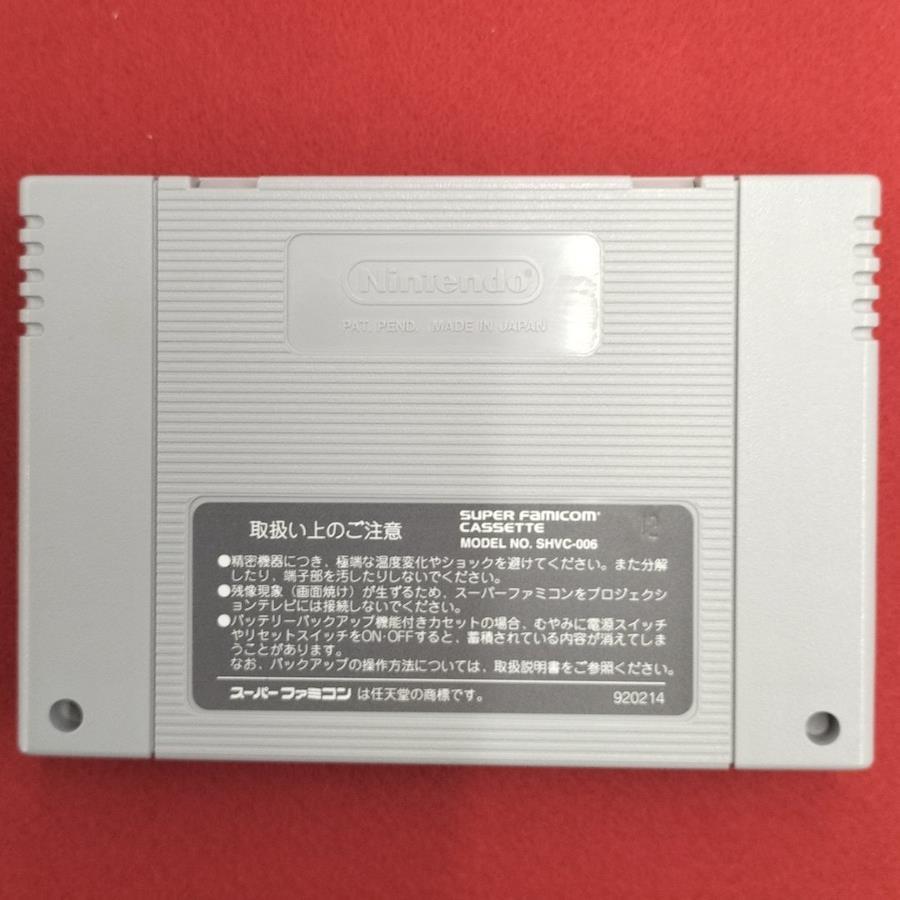 Nintendo
PAT. PEND. MADE IN JAPAN
取扱い上のご注意
SUPER FAMICOM
CASSETTE
MODEL NO. SHVC-006
12
●精密機器につき、極端な温度変化やショックを避けてください。また分解
したり、端子部を汚したりしないでください。
●残像現象（画面焼け）が生ずるため、スーパーファミコンをプロジェクシ
ョンテレビには接続しないでください。
●バッテリーバックアップ機能付きカセットの場合、むやみに電源スイッチ
やリセットスイッチをON･OFFすると、蓄積されている内容が消えてしま
うことがあります。
なお、バックアップの操作方法については、取扱説明書をご参照ください。
スーパーファミコン は任天堂の商標です。
920214